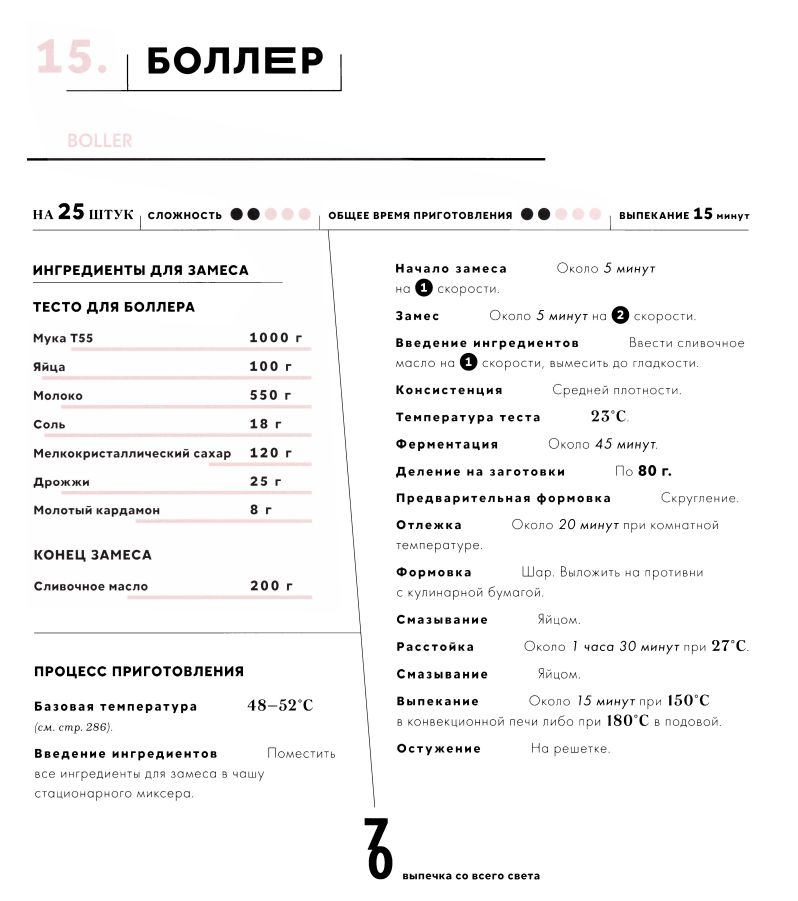 15. БОЛЛЕР
BOLLER
НА 25 ШТУК СЛОЖНОСТЬ ОБЩЕЕ ВРЕМЯ ПРИГОТОВЛЕНИЯ ВЫПЕКАНИЕ 15 минут
ИНГРЕДИЕНТЫ ДЛЯ ЗАМЕСА
ТЕСТО ДЛЯ БОЛЛЕРА
Мука Т55 1000 г
Яйца 100 г
Молоко 550 г
Соль 18 г
Мелкокристаллический сахар 120 г
Дрожжи 25 г
Молотый кардамон 8 г
КОНЕЦ ЗАМЕСА
Сливочное масло 200 г
ПРОЦЕСС ПРИГОТОВЛЕНИЯ
Базовая температура 48–52°C
(см. стр. 286).
Введение ингредиентов Поместить
все ингредиенты для замеса в чашу
стационарного миксера.
Начало замеса Около 5 минут
на 1 скорости.
Замес Около 5 минут на 2 скорости.
Введение ингредиентов Ввести сливочное
масло на 1 скорости, вымесить до гладкости.
Консистенция Средней плотности.
Температура теста 23°C.
Ферментация Около 45 минут.
Деление на заготовки По 80 г.
Предварительная формовка Скругление.
Отлежка Около 20 минут при комнатной
температуре.
Формовка Шар. Выложить на противни
с кулинарной бумагой.
Смазывание Яйцом.
Расстойка Около 1 часа 30 минут при 27°C.
Смазывание Яйцом.
Выпекание Около 15 минут при 150°C
в конвекционной печи либо при 180°C в подовой.
Остужение На решетке.
70 выпечка со всего света